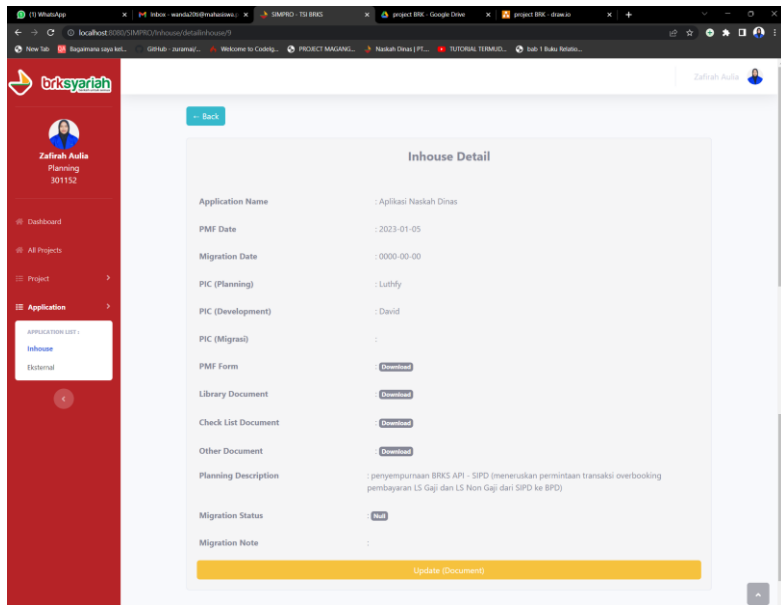 (1) WhatsApp
Inbox - wanda20ti@mahasiswa.p
SIMPRO - TSI BRKS
project BRK - Google Drive
project BRK - draw.io
localhost:8080/SIMPRO/Inhouse/detailinhouse/9
New Tab
Bagaimana saya kel...
GitHub - zuramai/...
Welcome to CodeIg...
PROJECT MAGANG...
Naskah Dinas | PT....
TUTORIAL TERMUD...
bab 1 Buku Relatio...
brksyariah
Zafirah Aulia
Zafirah Aulia
Planning
301152
Dashboard
All Projects
Project
Application
APPLICATION LIST :
Inhouse
Eksternal
← Back
Inhouse Detail
Application Name : Aplikasi Naskah Dinas
PMF Date : 2023-01-05
Migration Date : 0000-00-00
PIC (Planning) : Luthfy
PIC (Development) : David
PIC (Migrasi) :
PMF Form : Download
Library Document : Download
Check List Document : Download
Other Document : Download
Planning Description : penyempurnaan BRKS API - SIPD (meneruskan permintaan transaksi overbooking
pembayaran LS Gaji dan LS Non Gaji dari SIPD ke BPD)
Migration Status : Null
Migration Note :
Update (Document)